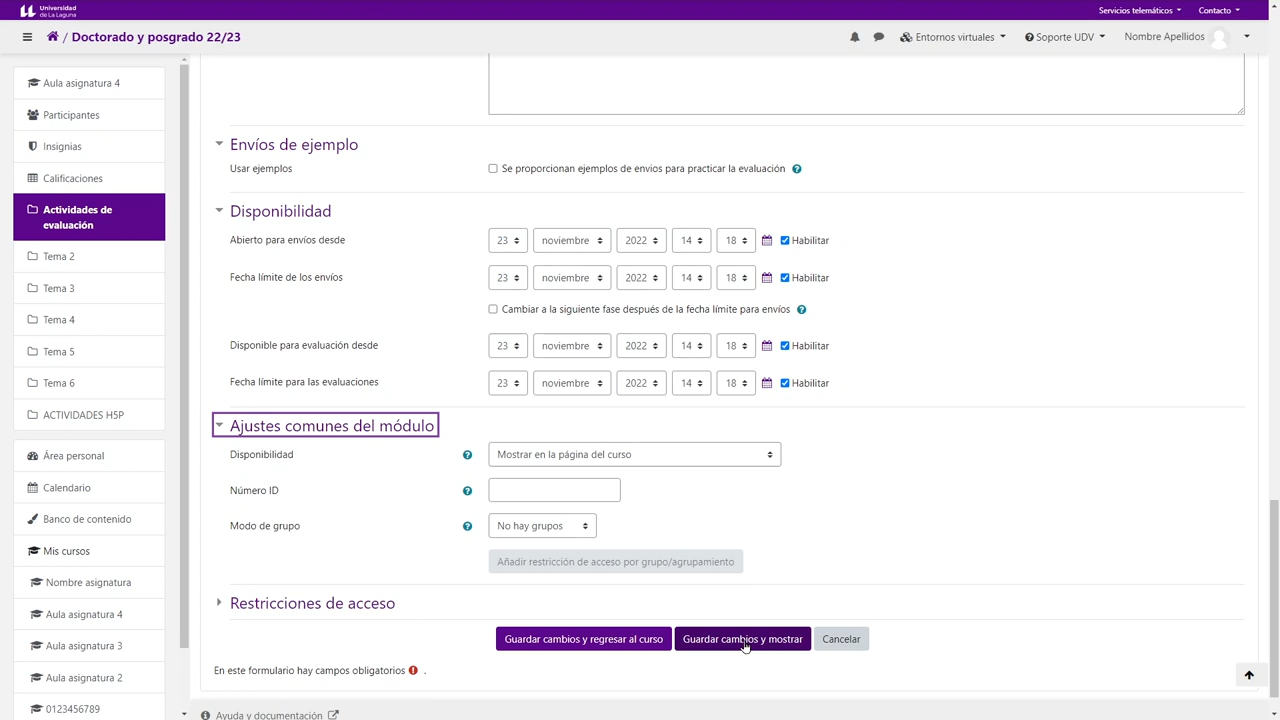 Universidad
de La Laguna
Servicios telemáticos
Contacto
/ Doctorado y posgrado 22/23
Entornos virtuales
Soporte UDV
Nombre Apellidos
Aula asignatura 4
Participantes
Insignias
Calificaciones
Actividades de
evaluación
Tema 2
Tema 3
Tema 4
Tema 5
Tema 6
ACTIVIDADES H5P
Área personal
Calendario
Banco de contenido
Mis cursos
Nombre asignatura
Aula asignatura 4
Aula asignatura 3
Aula asignatura 2
0123456789
Envíos de ejemplo
Usar ejemplos
Se proporcionan ejemplos de envios para practicar la evaluación
Disponibilidad
Abierto para envíos desde 23 noviembre 2022 14 18 Habilitar
Fecha límite de los envíos 23 noviembre 2022 14 18 Habilitar
Cambiar a la siguiente fase después de la fecha límite para envíos
Disponible para evaluación desde 23 noviembre 2022 14 18 Habilitar
Fecha límite para las evaluaciones 23 noviembre 2022 14 18 Habilitar
Ajustes comunes del módulo
Disponibilidad Mostrar en la página del curso
Número ID
Modo de grupo No hay grupos
Añadir restricción de acceso por grupo/agrupamiento
Restricciones de acceso
Guardar cambios y regresar al curso Guardar cambios y mostrar Cancelar
En este formulario hay campos obligatorios .
Ayuda y documentación